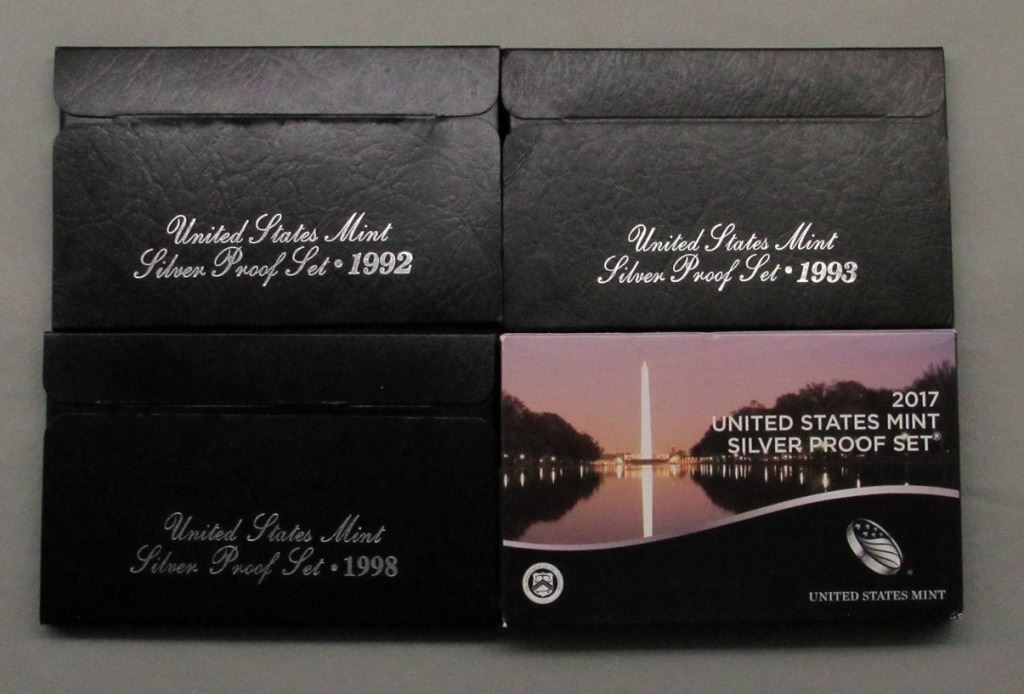 United States Mint
Silver Proof Set • 1992
United States Mint
Silver Proof Set • 1993
United States Mint
Silver Proof Set • 1998
2017
UNITED STATES MINT
SILVER PROOF SET®
UNITED STATES MINT